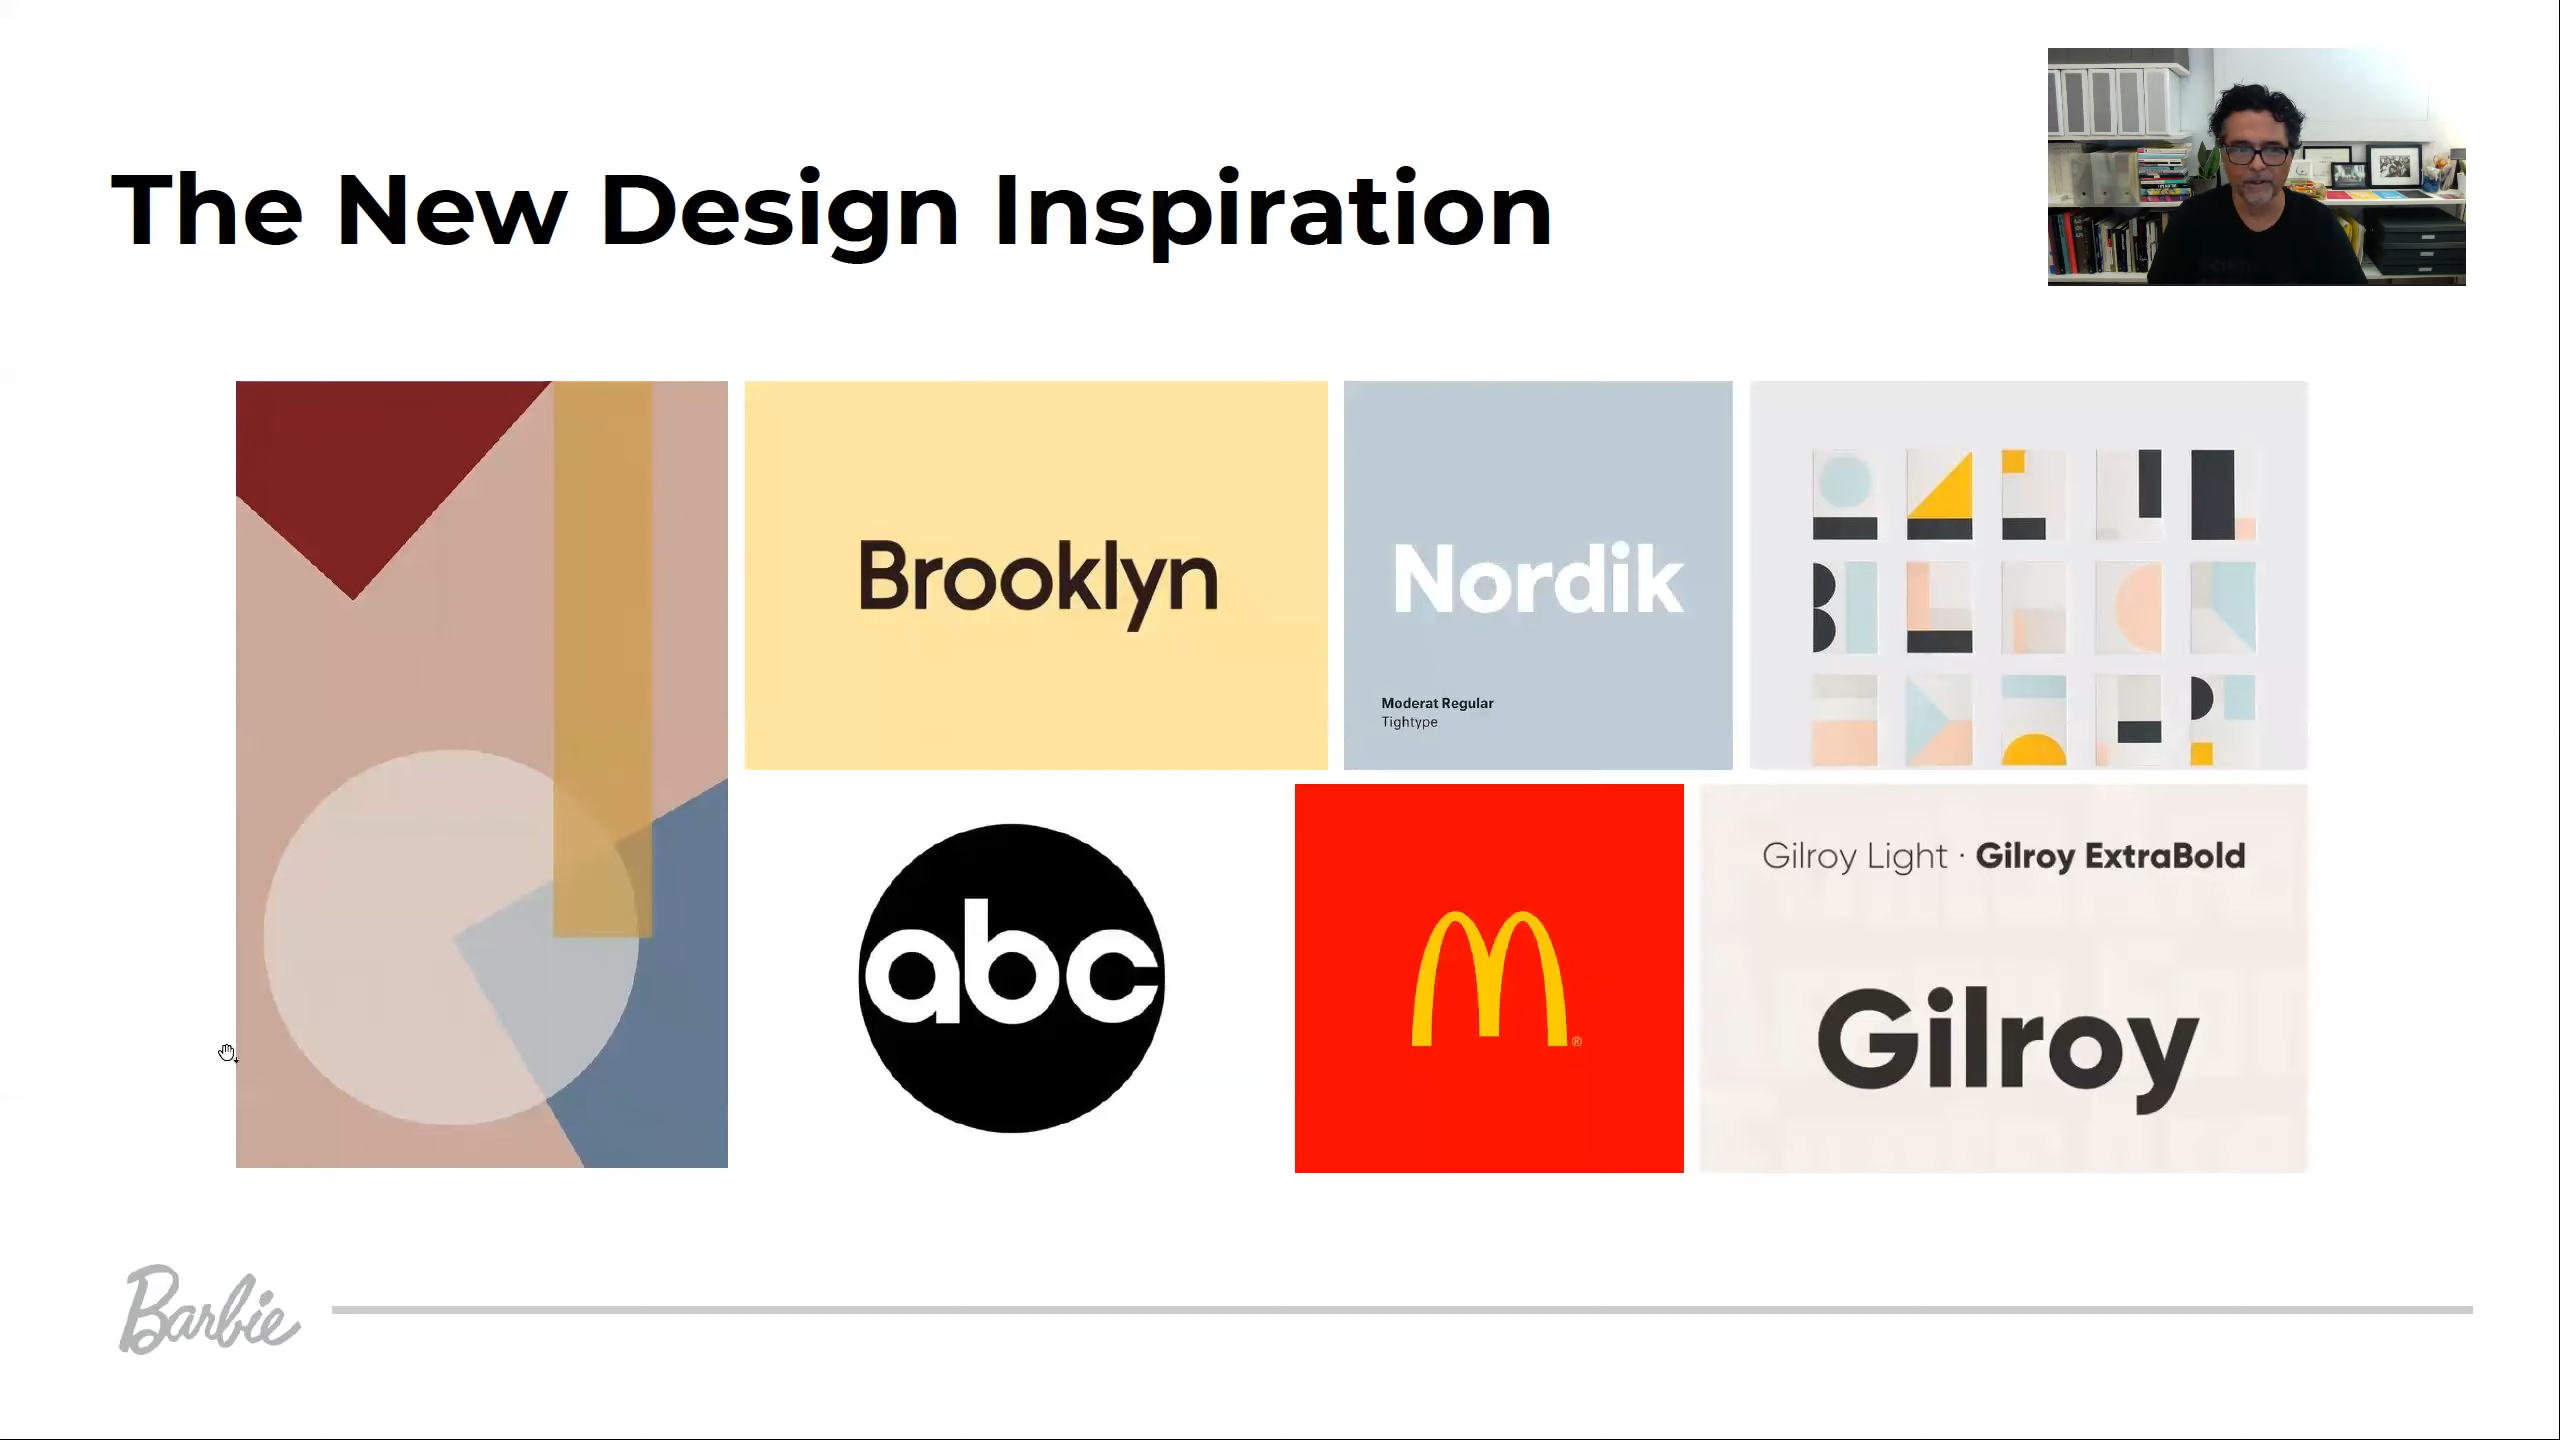 The New Design Inspiration
Brooklyn
Nordik
Moderat Regular
Tightype
abc
M
®
Gilroy Light · Gilroy ExtraBold
Gilroy
Barbie